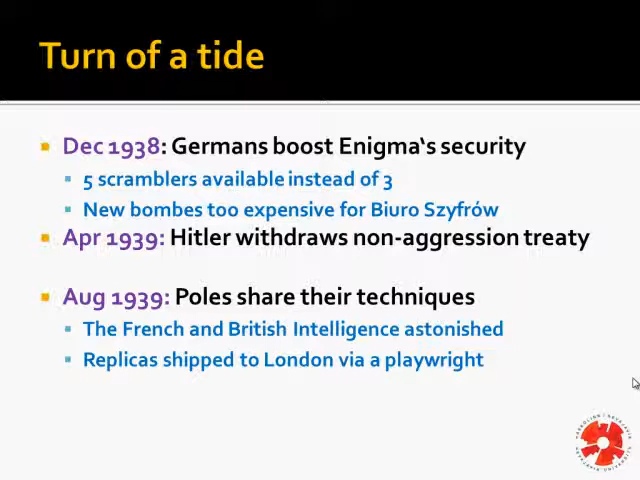 Turn of a tide
Dec 1938: Germans boost Enigma‘s security
5 scramblers available instead of 3
New bombes too expensive for Biuro Szyfrów
Apr 1939: Hitler withdraws non-aggression treaty
Aug 1939: Poles share their techniques
The French and British Intelligence astonished
Replicas shipped to London via a playwright